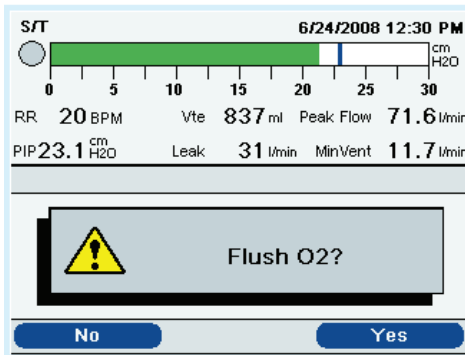 S/T 6/24/2008 12:30 PM
cm
H2O
0 5 10 15 20 25 30
RR 20 BPM Vte 837 ml Peak Flow 71.6 l/min
PIP 23.1 cm H2O Leak 31 l/min MinVent 11.7 l/min
Flush O2?
No Yes